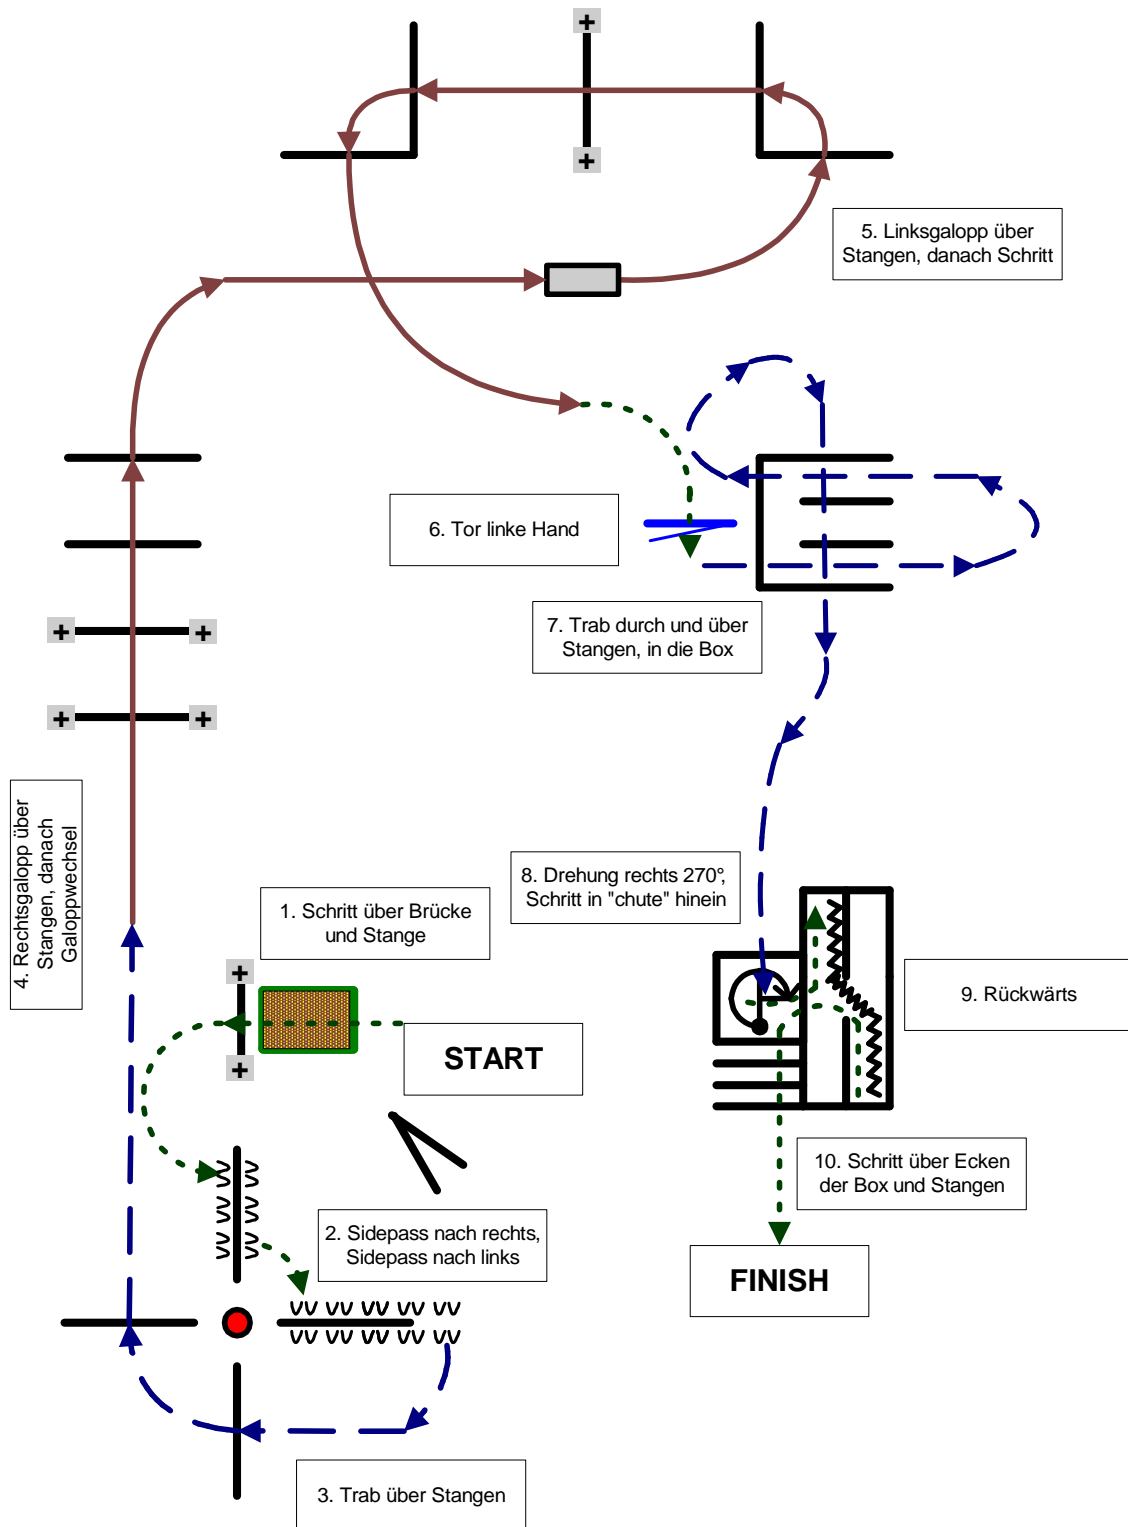 START
1. Schritt über Brücke
und Stange
2. Sidepass nach rechts,
Sidepass nach links
3. Trab über Stangen
4. Rechtsgalopp über
Stangen, danach
Galoppwechsel
5. Linksgalopp über
Stangen, danach Schritt
6. Tor linke Hand
7. Trab durch und über
Stangen, in die Box
8. Drehung rechts 270°,
Schritt in "chute" hinein
9. Rückwärts
10. Schritt über Ecken
der Box und Stangen
FINISH